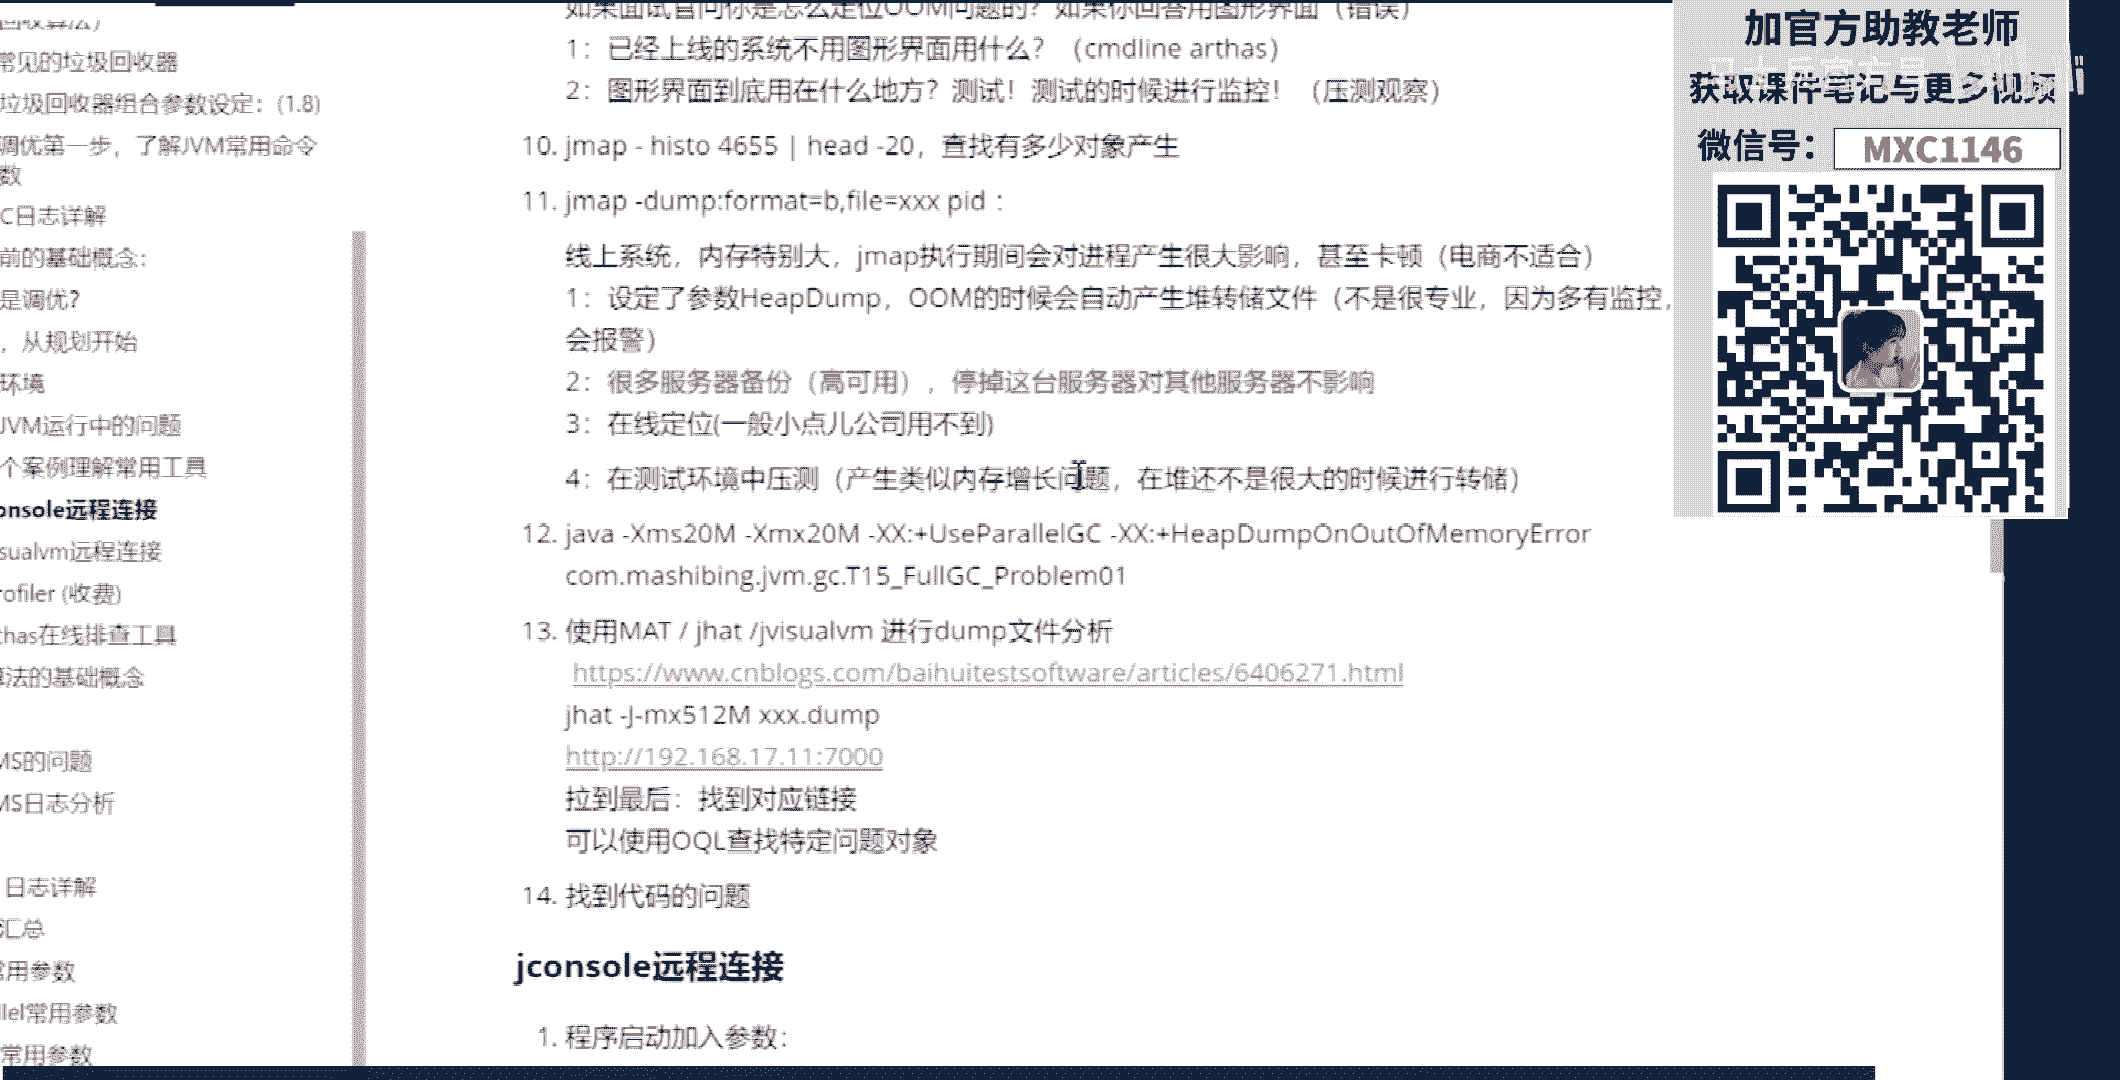 如果面试官问你是怎么定位OOM问题的？如果你回答用图形界面（错误）
1：已经上线的系统不用图形界面用什么？（cmdline arthas）
2：图形界面到底用在什么地方？测试！测试的时候进行监控！（压测观察）
10. jmap - histo 4655 | head -20，查找有多少对象产生
11. jmap -dump:format=b,file=xxx pid ：
线上系统，内存特别大，jmap执行期间会对进程产生很大影响，甚至卡顿（电商不适合）
1：设定了参数HeapDump，OOM的时候会自动产生堆转储文件（不是很专业，因为多有监控，
会报警）
2：很多服务器备份（高可用），停掉这台服务器对其他服务器不影响
3：在线定位(一般小点儿公司用不到)
4：在测试环境中压测（产生类似内存增长问题，在堆还不是很大的时候进行转储）
12. java -Xms20M -Xmx20M -XX:+UseParallelGC -XX:+HeapDumpOnOutOfMemoryError
com.mashibing.jvm.gc.T15_FullGC_Problem01
13. 使用MAT / jhat /jvisualvm 进行dump文件分析
https://www.cnblogs.com/baihuitestsoftware/articles/6406271.html
jhat -J-mx512M xxx.dump
http://192.168.17.11:7000
拉到最后：找到对应链接
可以使用OQL查找特定问题对象
14. 找到代码的问题
jconsole远程连接
1. 程序启动加入参数：
回收算法）
常见的垃圾回收器
垃圾回收器组合参数设定：(1.8)
调优第一步，了解JVM常用命令
数
C日志详解
前的基础概念：
是调优？
，从规划开始
环境
JVM运行中的问题
个案例理解常用工具
onsole远程连接
sualvm远程连接
rofiler (收费)
thas在线排查工具
算法的基础概念
MS的问题
MS日志分析
日志详解
汇总
常用参数
llel常用参数
常用参数
加官方助教老师
获取课件笔记与更多视频
微信号：MXC1146